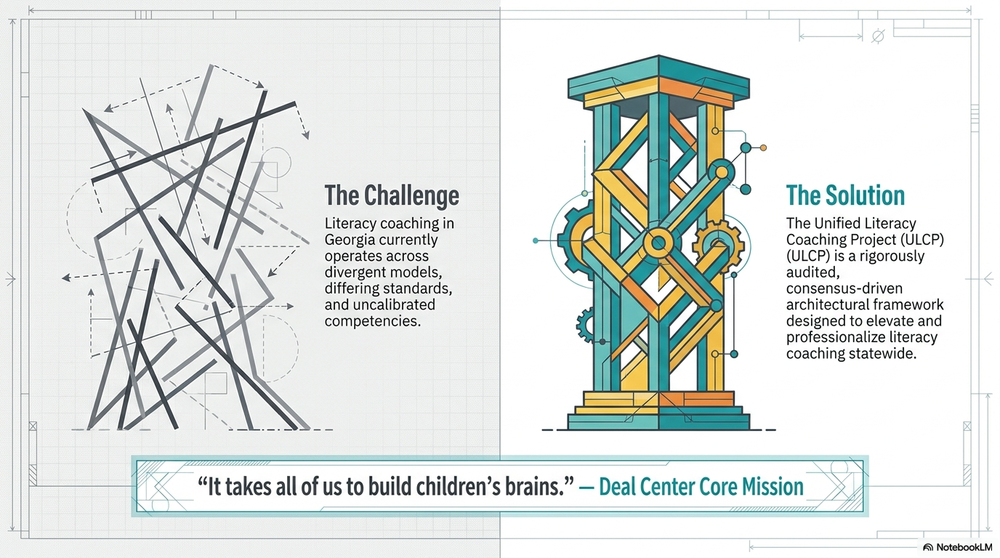 The Challenge
Literacy coaching in
Georgia currently
operates across
divergent models,
differing standards,
and uncalibrated
competencies.
The Solution
The Unified Literacy
Coaching Project (ULCP)
(ULCP) is a rigorously
audited,
consensus-driven
architectural framework
designed to elevate and
professionalize literacy
coaching statewide.
“It takes all of us to build children’s brains.” — Deal Center Core Mission
NotebookLM